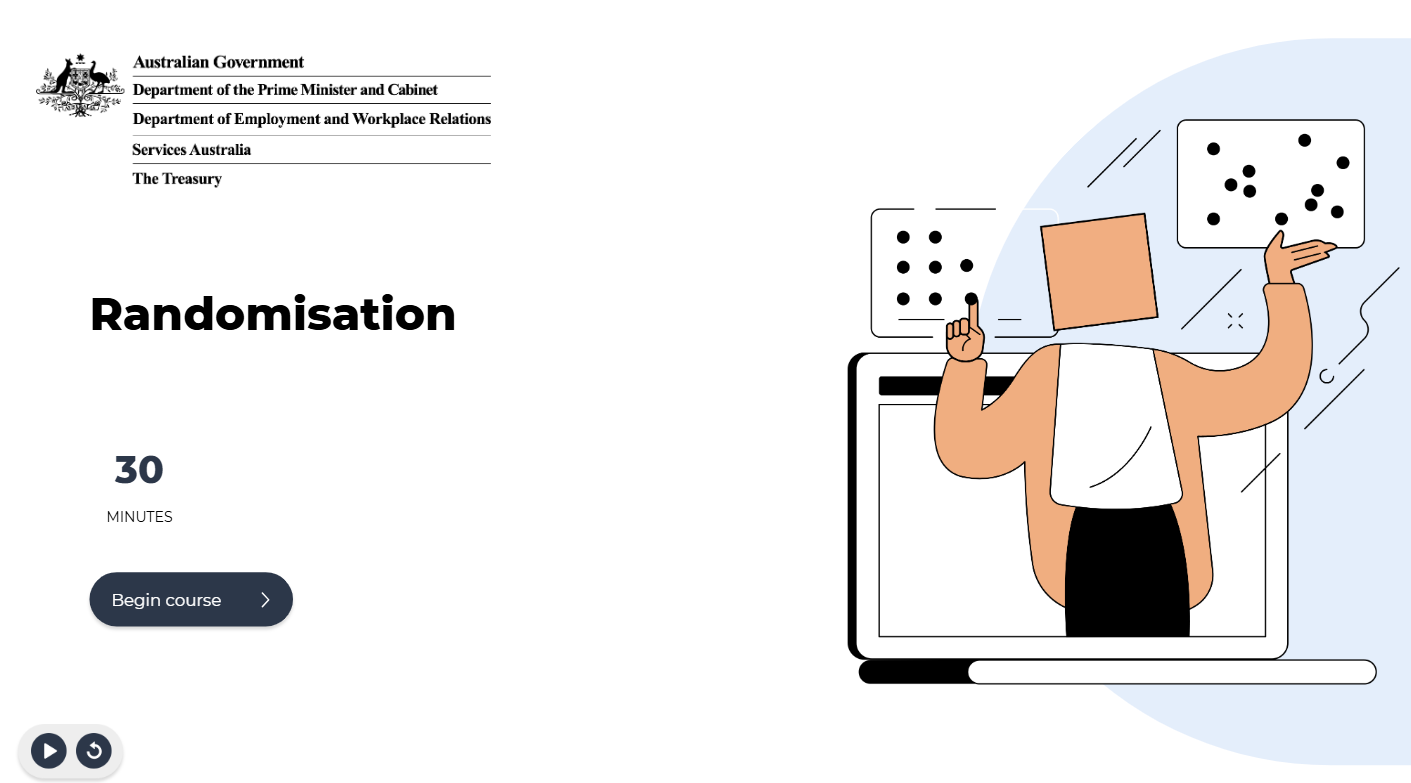 Australian Government
Department of the Prime Minister and Cabinet
Department of Employment and Workplace Relations
Services Australia
The Treasury
Randomisation
30
MINUTES
Begin course